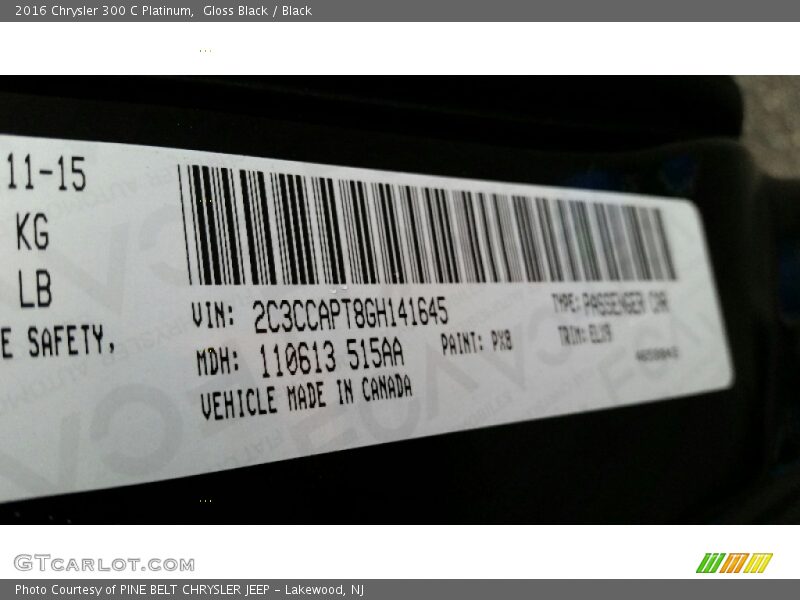 2016 Chrysler 300 C Platinum,  Gloss Black / Black
11-15
KG
LB
E SAFETY,
VIN: 2C3CCAPT8GH141645
TYPE: PASSENGER CAR
MDH: 110613 515AA
PAINT: PX8
TRIM:
VEHICLE MADE IN CANADA
GTCARLOT.COM
Photo Courtesy of PINE BELT CHRYSLER JEEP - Lakewood, NJ